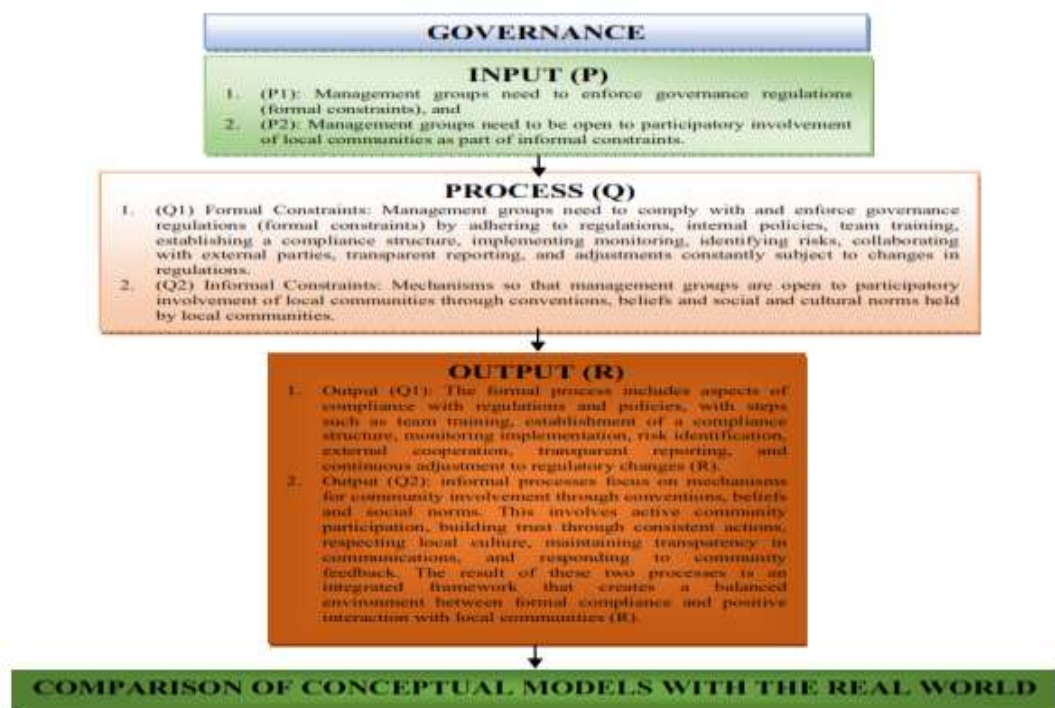 GOVERNANCE
INPUT (P)
1. (P1): Management groups need to enforce governance regulations
(formal constraints), and
2. (P2): Management groups need to be open to participatory involvement
of local communities as part of informal constraints.
PROCESS (Q)
1. (Q1) Formal Constraints: Management groups need to comply with and enforce governance
regulations (formal constraints) by adhering to regulations, internal policies, team training,
establishing a compliance structure, implementing monitoring, identifying risks, collaborating
with external parties, transparent reporting, and adjustments constantly subject to changes in
regulations.
2. (Q2) Informal Constraints: Mechanisms so that management groups are open to participatory
involvement of local communities through conventions, beliefs and social and cultural norms held
by local communities.
OUTPUT (R)
1. Output (Q1): The formal process includes aspects of
compliance with regulations and policies, with steps
such as team training, establishment of a compliance
structure, monitoring implementation, risk identification,
external cooperation, transparent reporting, and
continuous adjustment to regulatory changes (R).
2. Output (Q2): informal processes focus on mechanisms
for community involvement through conventions, beliefs
and social norms. This involves active community
participation, building trust through consistent actions,
respecting local culture, maintaining transparency in
communications, and responding to community
feedback. The result of these two processes is an
integrated framework that creates a balanced
environment between formal compliance and positive
interaction with local communities (R).
COMPARISON OF CONCEPTUAL MODELS WITH THE REAL WORLD